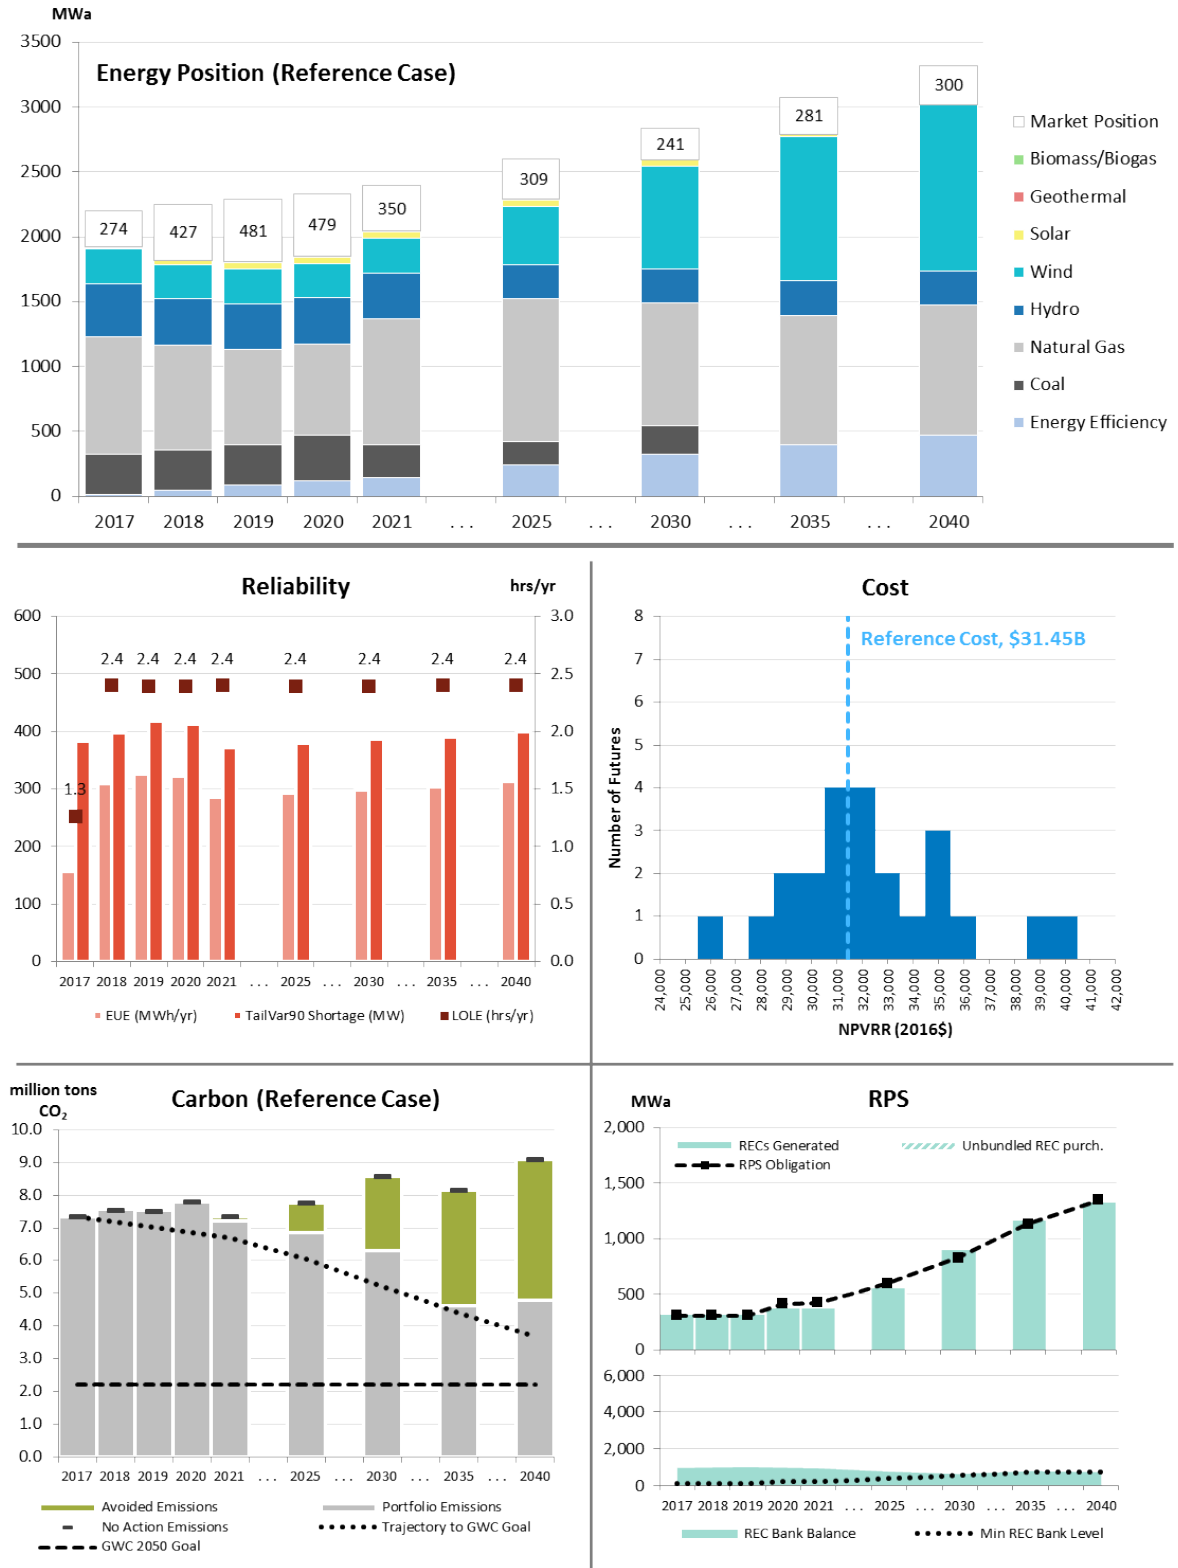 MWa
Energy Position (Reference Case)
3500
3000
2500
2000
1500
1000
500
0
274
427
481
479
350
309
241
281
300
2017 2018 2019 2020 2021 ... 2025 ... 2030 ... 2035 ... 2040
Market Position
Biomass/Biogas
Geothermal
Solar
Wind
Hydro
Natural Gas
Coal
Energy Efficiency
Reliability
hrs/yr
600
500
400
300
200
100
0
3.0
2.5
2.0
1.5
1.0
0.5
0.0
1.3
2.4 2.4 2.4 2.4 2.4 2.4 2.4 2.4
2017 2018 2019 2020 2021 ... 2025 ... 2030 ... 2035 ... 2040
EUE (MWh/yr) TailVar90 Shortage (MW) LOLE (hrs/yr)
Cost
Reference Cost, $31.45B
Number of Futures
8
7
6
5
4
3
2
1
0
24,000 25,000 26,000 27,000 28,000 29,000 30,000 31,000 32,000 33,000 34,000 35,000 36,000 37,000 38,000 39,000 40,000 41,000 42,000
NPVRR (2016$)
million tons
CO₂
Carbon (Reference Case)
10.0
9.0
8.0
7.0
6.0
5.0
4.0
3.0
2.0
1.0
0.0
2017 2018 2019 2020 2021 ... 2025 ... 2030 ... 2035 ... 2040
Avoided Emissions Portfolio Emissions
No Action Emissions Trajectory to GWC Goal
GWC 2050 Goal
MWa
RPS
2,000
1,500
1,000
500
0
RECs Generated Unbundled REC purch.
RPS Obligation
6,000
4,000
2,000
0
2017 2018 2019 2020 2021 ... 2025 ... 2030 ... 2035 ... 2040
REC Bank Balance Min REC Bank Level